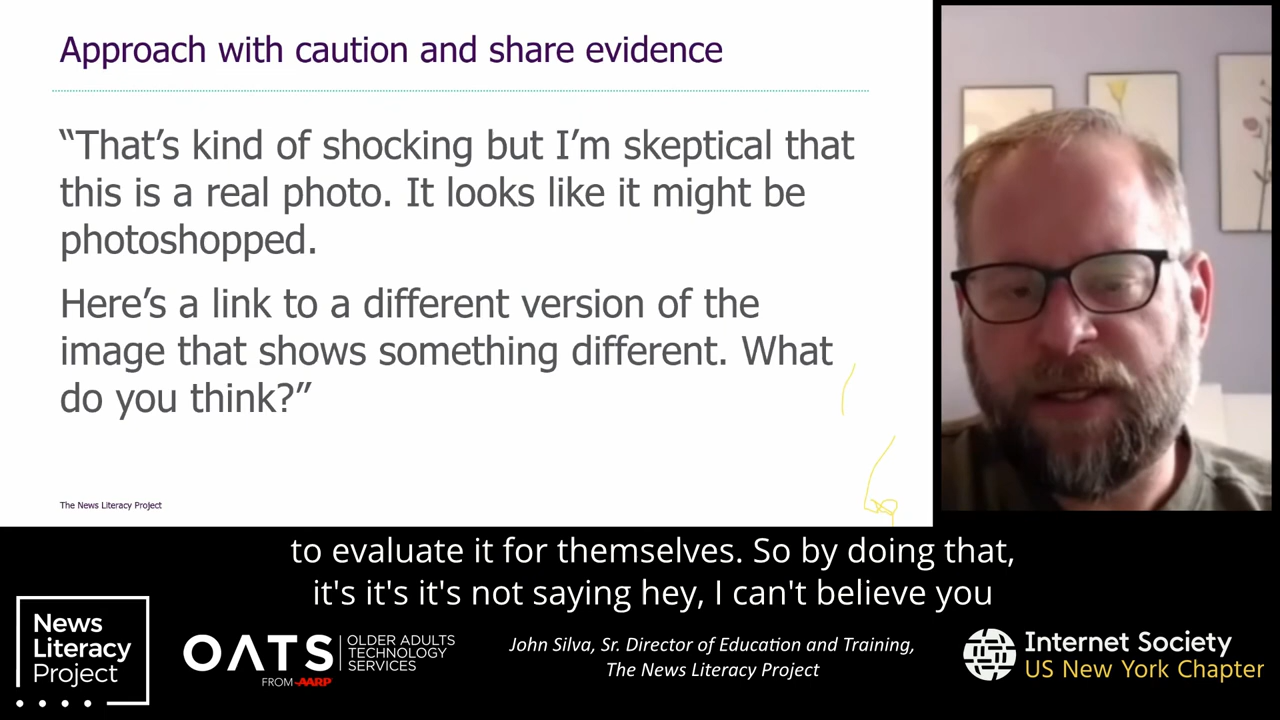 Approach with caution and share evidence
“That’s kind of shocking but I’m skeptical that
this is a real photo. It looks like it might be
photoshopped.
Here’s a link to a different version of the
image that shows something different. What
do you think?”
The News Literacy Project
to evaluate it for themselves. So by doing that,
it's it's it's not saying hey, I can't believe you
News
Literacy
Project
OATS
OLDER ADULTS
TECHNOLOGY
SERVICES
FROM AARP
John Silva, Sr. Director of Education and Training,
The News Literacy Project
Internet Society
US New York Chapter